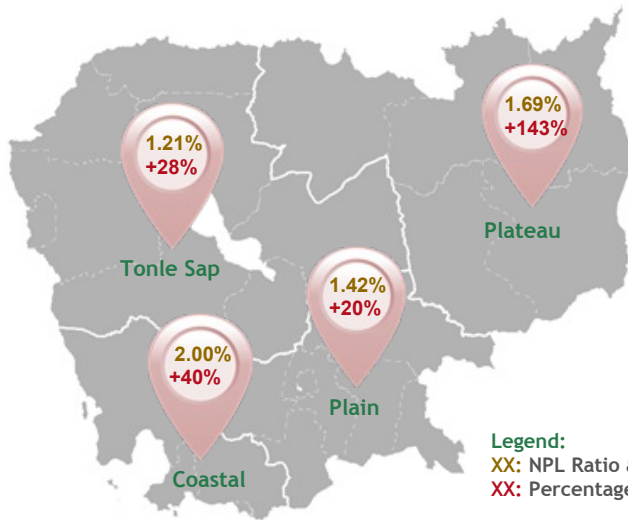 1.69%
+143%
Plateau
1.21%
+28%
Tonle Sap
1.42%
+20%
Plain
2.00%
+40%
Coastal
Legend:
XX: NPL Ratio
XX: Percentage